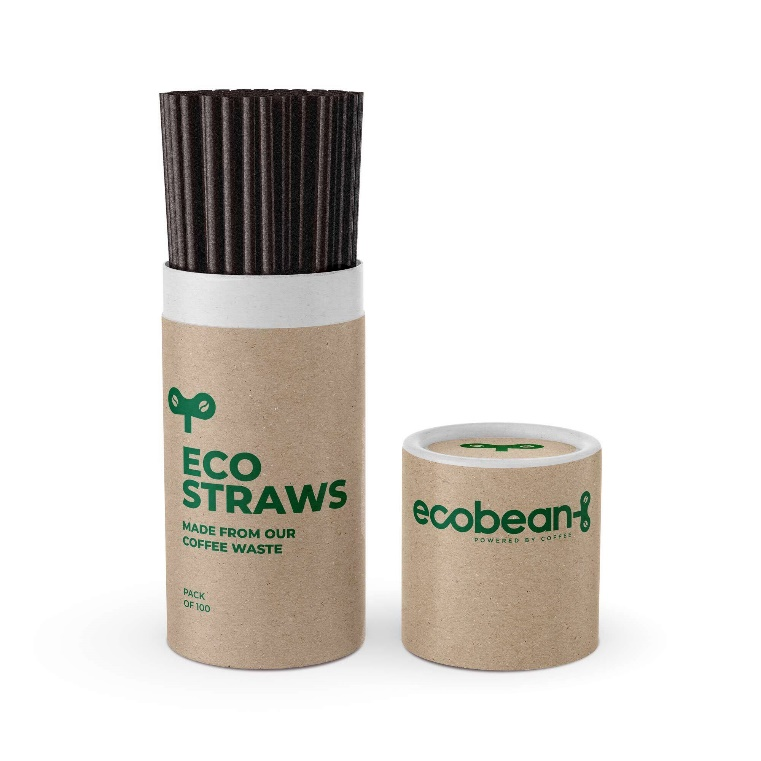 ECO
STRAWS
MADE FROM OUR
COFFEE WASTE
PACK
OF 100
ecobean
POWERED BY COFFEE